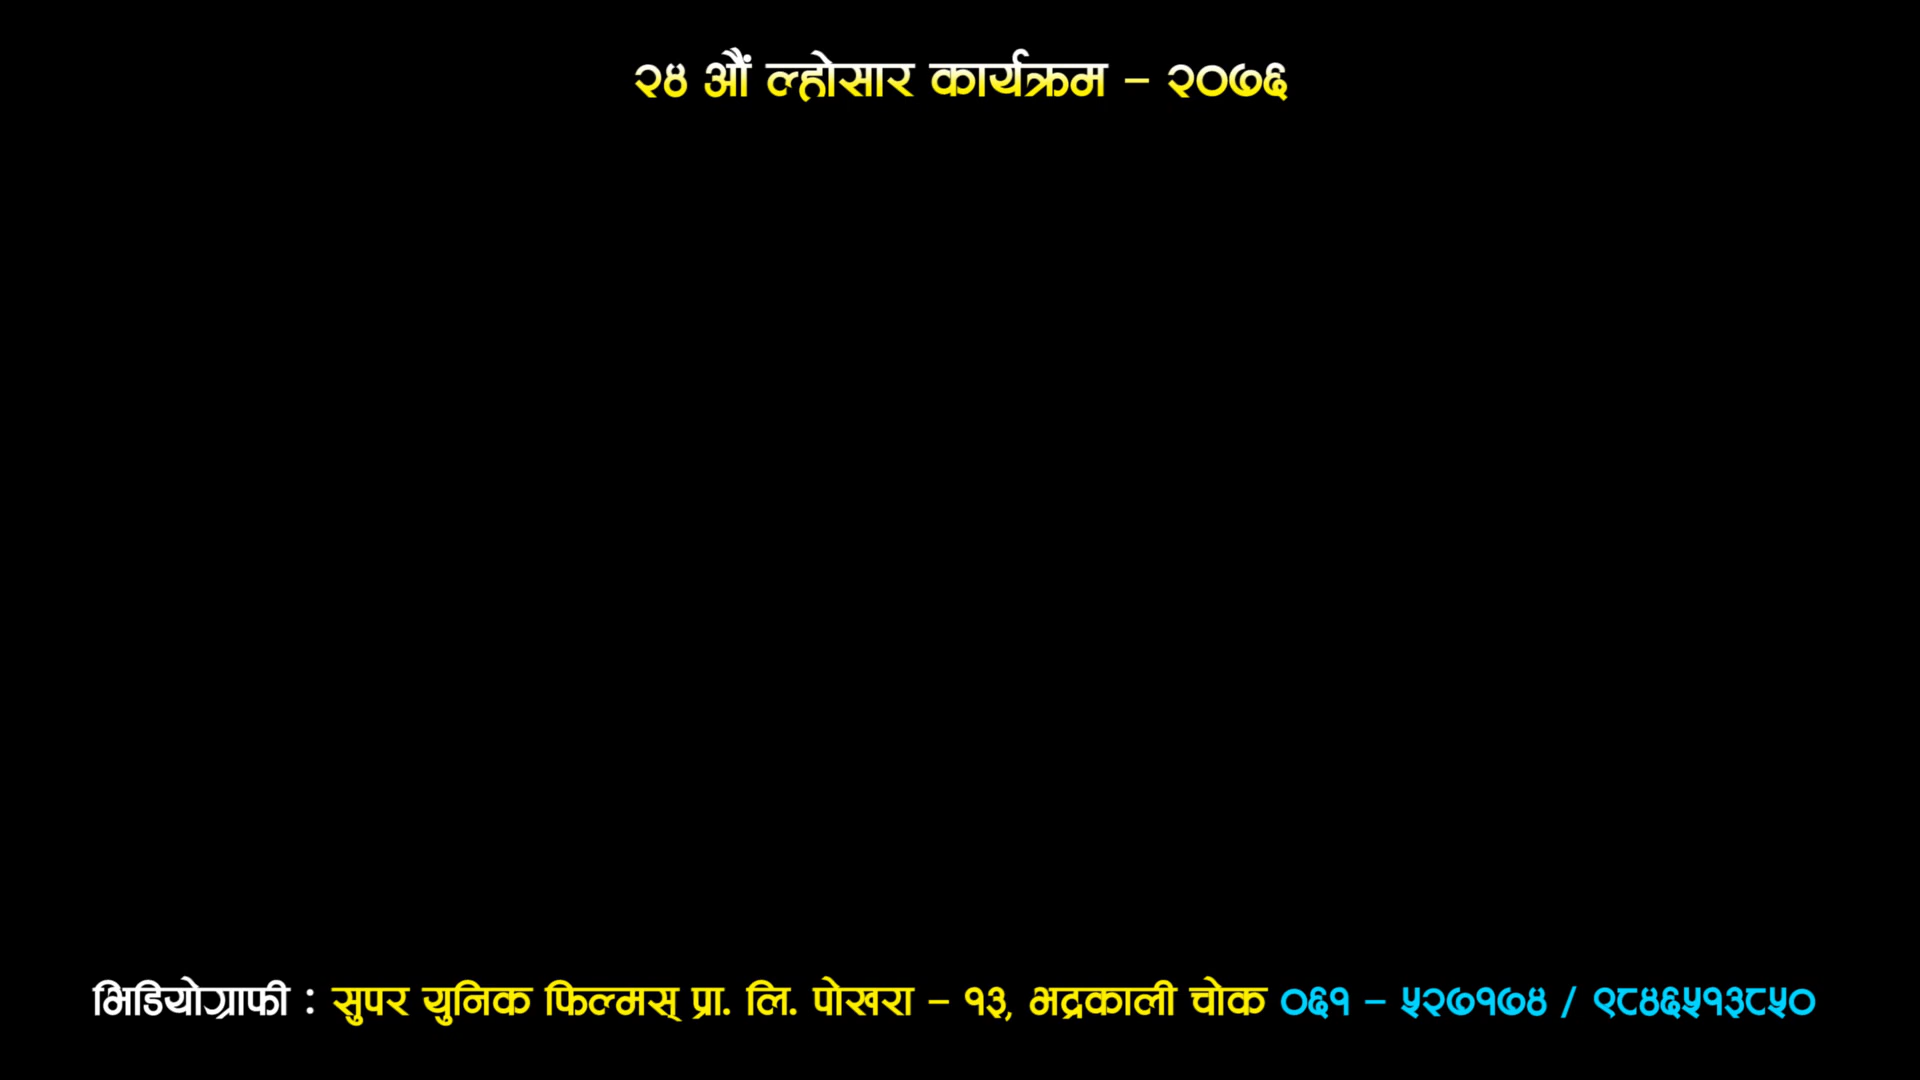 २४ औं ल्होसार कार्यक्रम – २०७६
भिडियोग्राफी : सुपर युनिक फिल्मस् प्रा. लि. पोखरा – १३, भद्रकाली चोक ०६१ – ५२७१७४ / ९८४६५१३८५०